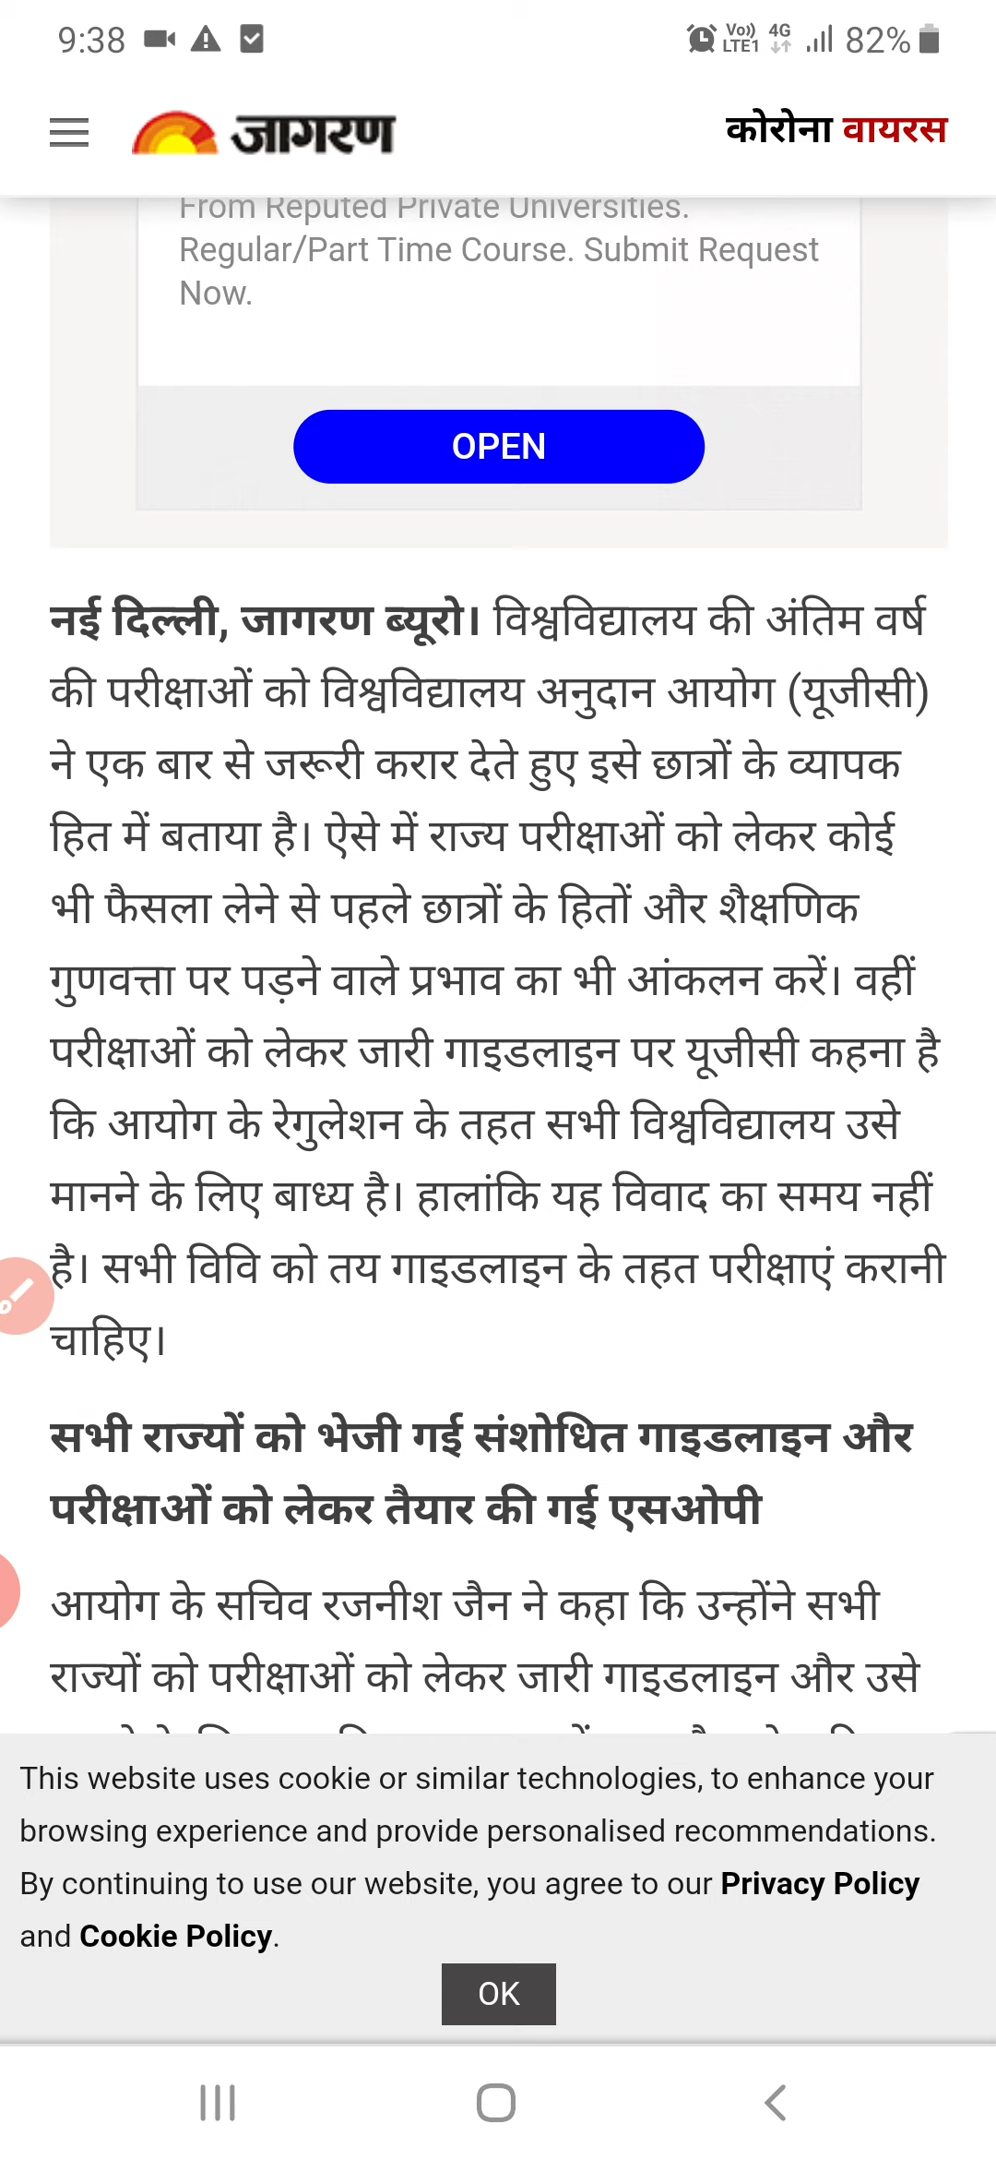 9:38 Vo)) LTE1 4G 82%
जागरण कोरोना वायरस
From Reputed Private Universities.
Regular/Part Time Course. Submit Request
Now.
OPEN
नई दिल्ली, जागरण ब्यूरो। विश्वविद्यालय की अंतिम वर्ष
की परीक्षाओं को विश्वविद्यालय अनुदान आयोग (यूजीसी)
ने एक बार से जरूरी करार देते हुए इसे छात्रों के व्यापक
हित में बताया है। ऐसे में राज्य परीक्षाओं को लेकर कोई
भी फैसला लेने से पहले छात्रों के हितों और शैक्षणिक
गुणवत्ता पर पड़ने वाले प्रभाव का भी आंकलन करें। वहीं
परीक्षाओं को लेकर जारी गाइडलाइन पर यूजीसी कहना है
कि आयोग के रेगुलेशन के तहत सभी विश्वविद्यालय उसे
मानने के लिए बाध्य है। हालांकि यह विवाद का समय नहीं
है। सभी विवि को तय गाइडलाइन के तहत परीक्षाएं करानी
चाहिए।
सभी राज्यों को भेजी गई संशोधित गाइडलाइन और
परीक्षाओं को लेकर तैयार की गई एसओपी
आयोग के सचिव रजनीश जैन ने कहा कि उन्होंने सभी
राज्यों को परीक्षाओं को लेकर जारी गाइडलाइन और उसे
This website uses cookie or similar technologies, to enhance your
browsing experience and provide personalised recommendations.
By continuing to use our website, you agree to our Privacy Policy
and Cookie Policy.
OK